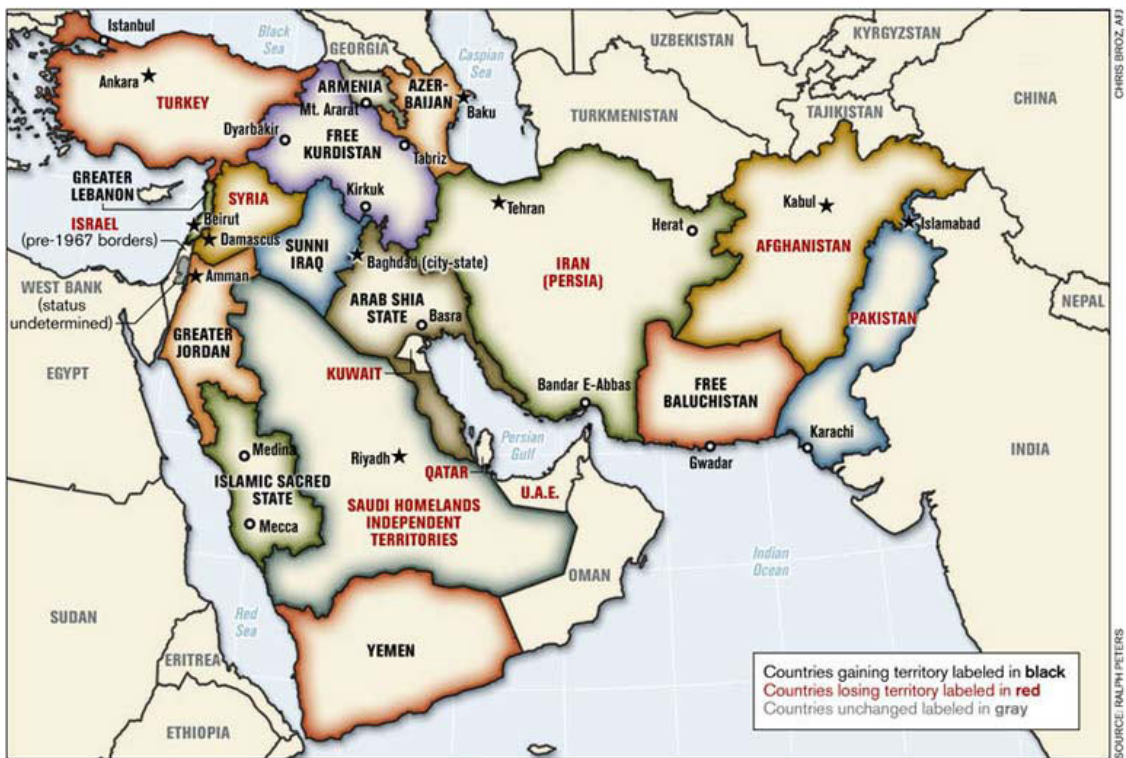 CHRIS BROZ, AFJ
Istanbul
Black
Sea
GEORGIA
Caspian
Sea
UZBEKISTAN
KYRGYZSTAN
Ankara
TURKEY
ARMENIA
Mt. Ararat
AZER-
BAIJAN
Baku
TURKMENISTAN
TAJIKISTAN
CHINA
Dyarbakir
FREE
KURDISTAN
Tabriz
GREATER
LEBANON
SYRIA
Kirkuk
Tehran
Herat
Kabul
Islamabad
ISRAEL
(pre-1967 borders)
Beirut
Damascus
SUNNI
IRAQ
Baghdad (city-state)
IRAN
(PERSIA)
AFGHANISTAN
WEST BANK
(status
undetermined)
Amman
ARAB SHIA
STATE
Basra
NEPAL
PAKISTAN
GREATER
JORDAN
EGYPT
KUWAIT
Bandar E-Abbas
FREE
BALUCHISTAN
Karachi
Gwadar
INDIA
Medina
Riyadh
Persian
Gulf
QATAR
U.A.E.
ISLAMIC SACRED
STATE
Mecca
SAUDI HOMELANDS
INDEPENDENT
TERRITORIES
OMAN
Indian
Ocean
SUDAN
Red
Sea
YEMEN
ERITREA
ETHIOPIA
Countries gaining territory labeled in black
Countries losing territory labeled in red
Countries unchanged labeled in gray
SOURCE: RALPH PETERS